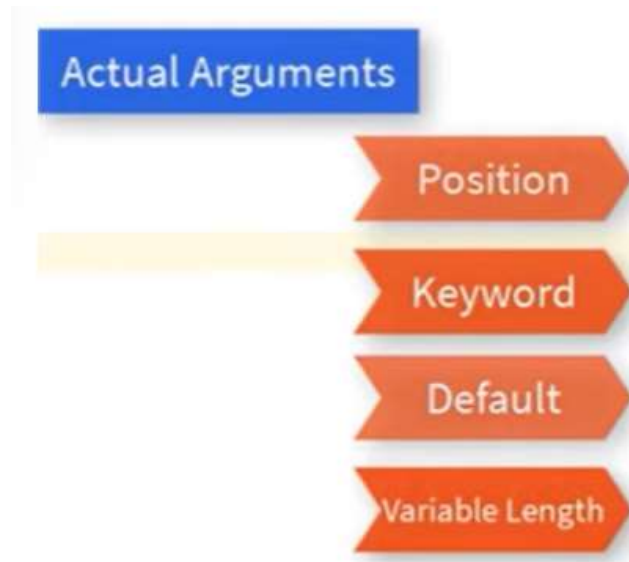 Actual Arguments
Position
Keyword
Default
Variable Length